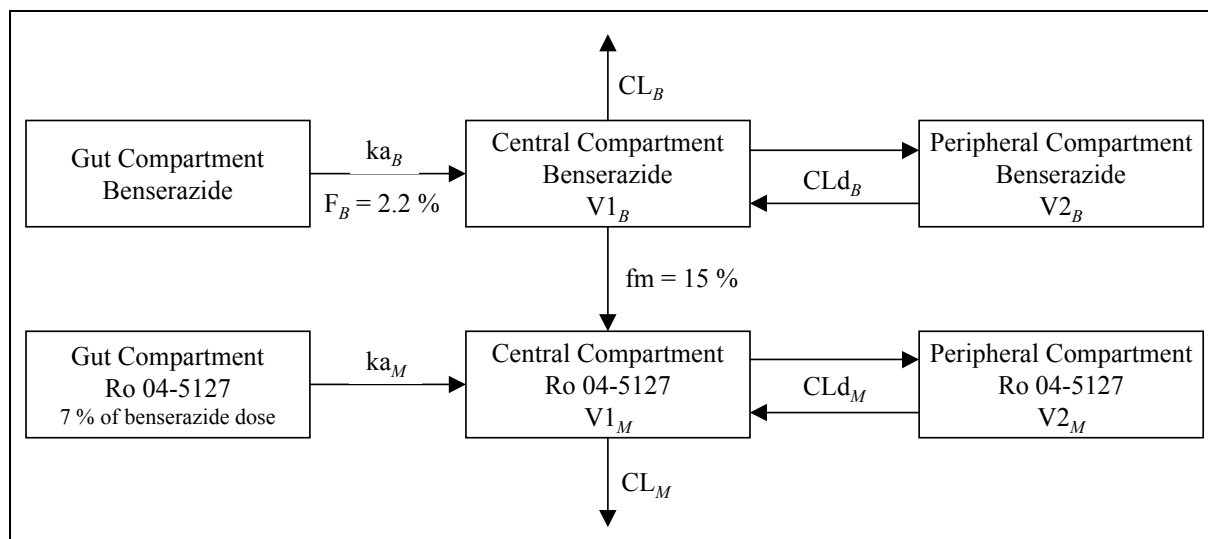 CL_B
Gut Compartment
Benserazide
ka_B
F_B = 2.2 %
Central Compartment
Benserazide
V1_B
CLd_B
Peripheral Compartment
Benserazide
V2_B
fm = 15 %
Gut Compartment
Ro 04-5127
7 % of benserazide dose
ka_M
Central Compartment
Ro 04-5127
V1_M
CLd_M
Peripheral Compartment
Ro 04-5127
V2_M
CL_M